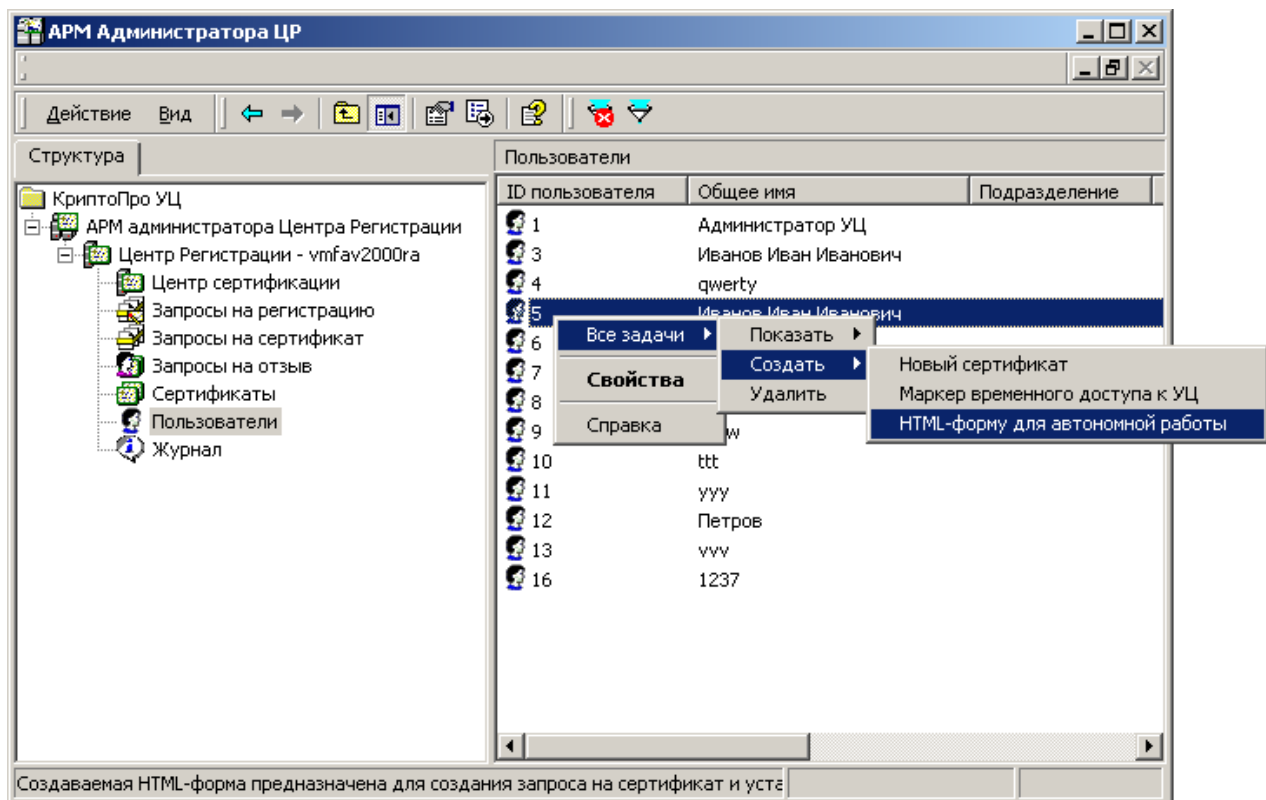 АРМ Администратора ЦР
Действие Вид
Структура
Пользователи
КриптоПро УЦ
АРМ администратора Центра Регистрации
Центр Регистрации - vmfav2000ra
Центр сертификации
Запросы на регистрацию
Запросы на сертификат
Запросы на отзыв
Сертификаты
Пользователи
Журнал
ID пользователя Общее имя Подразделение
1 Администратор УЦ
3 Иванов Иван Иванович
4 qwerty
5 Иванов Иван Иванович
6
7
8
9 w
10 ttt
11 yyy
12 Петров
13 vvv
16 1237
Все задачи
Свойства
Справка
Показать
Создать
Удалить
Новый сертификат
Маркер временного доступа к УЦ
HTML-форму для автономной работы
Создаваемая HTML-форма предназначена для создания запроса на сертификат и уста